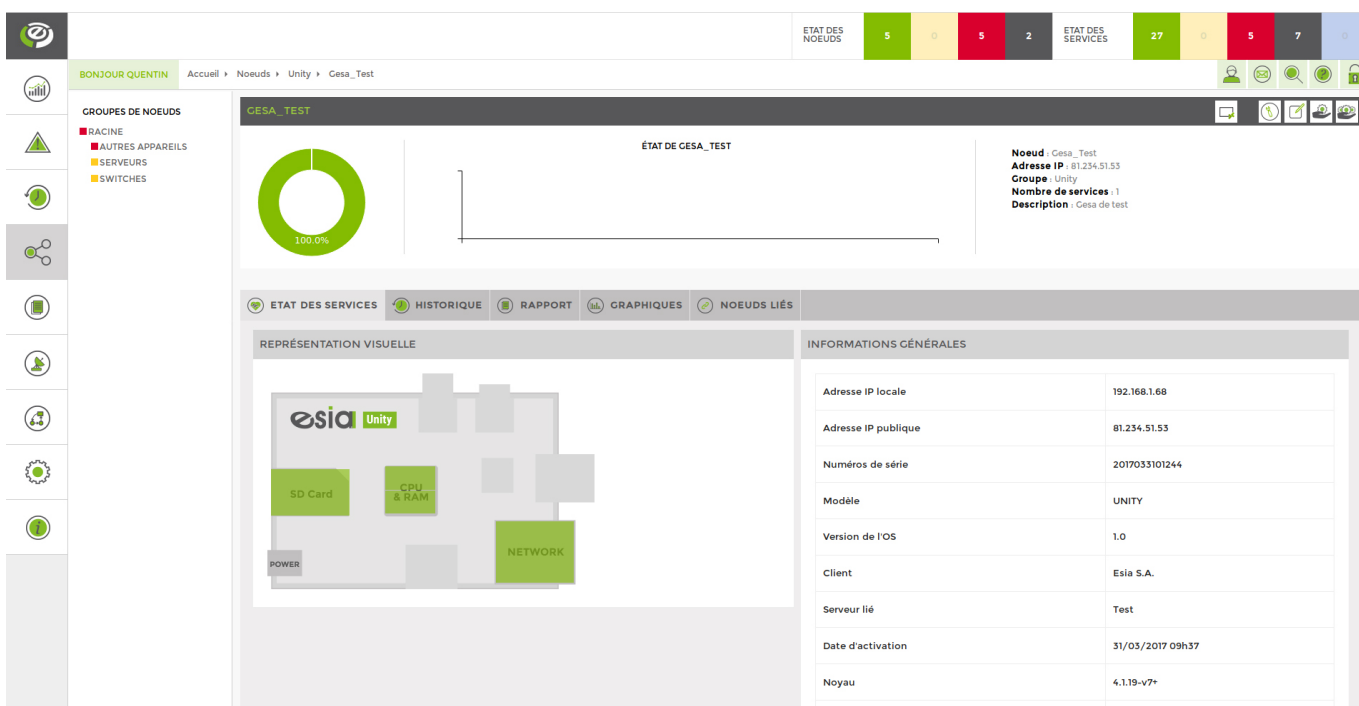 ETAT DES NOEUDS
5
0
5
2
ETAT DES SERVICES
27
0
5
7
0
BONJOUR QUENTIN
Accueil
Noeuds
Unity
Gesa_Test
GROUPES DE NOEUDS
RACINE
AUTRES APPAREILS
SERVEURS
SWITCHES
GESA_TEST
100.0%
ÉTAT DE GESA_TEST
Noeud : Gesa_Test
Adresse IP : 81.234.51.53
Groupe : Unity
Nombre de services : 1
Description : Gesa de test
ETAT DES SERVICES
HISTORIQUE
RAPPORT
GRAPHIQUES
NOEUDS LIÉS
REPRÉSENTATION VISUELLE
esia Unity
SD Card
CPU
& RAM
NETWORK
POWER
INFORMATIONS GÉNÉRALES
Adresse IP locale 192.168.1.68
Adresse IP publique 81.234.51.53
Numéros de série 2017033101244
Modèle UNITY
Version de l'OS 1.0
Client Esia S.A.
Serveur lié Test
Date d'activation 31/03/2017 09h37
Noyau 4.1.19-v7+